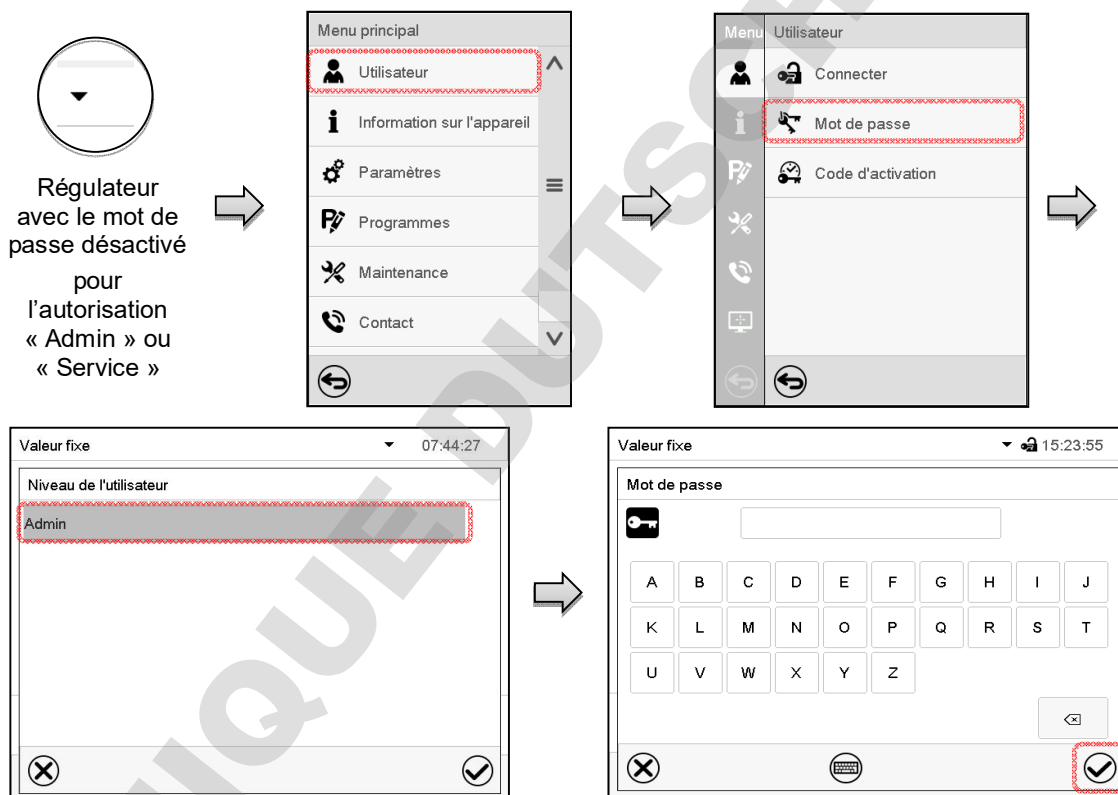 Régulateur
avec le mot de
passe désactivé
pour
l'autorisation
« Admin » ou
« Service »
Menu principal
Utilisateur
Information sur l'appareil
Paramètres
Programmes
Maintenance
Contact
Menu
Utilisateur
Connecter
Mot de passe
Code d'activation
Valeur fixe
07:44:27
Niveau de l'utilisateur
Admin
Valeur fixe
15:23:55
Mot de passe
A B C D E F G H I J
K L M N O P Q R S T
U V W X Y Z
IQUE DUTSCH